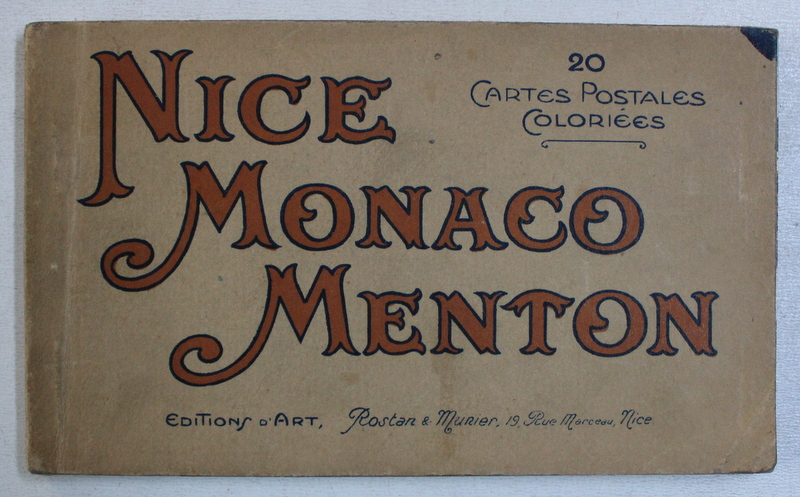 NICE
20
CARTES POSTALES
COLORIÉES
MONACO
MENTON
EDITIONS D'ART, Rostan & Munier, 19, Rue Marceau, Nice